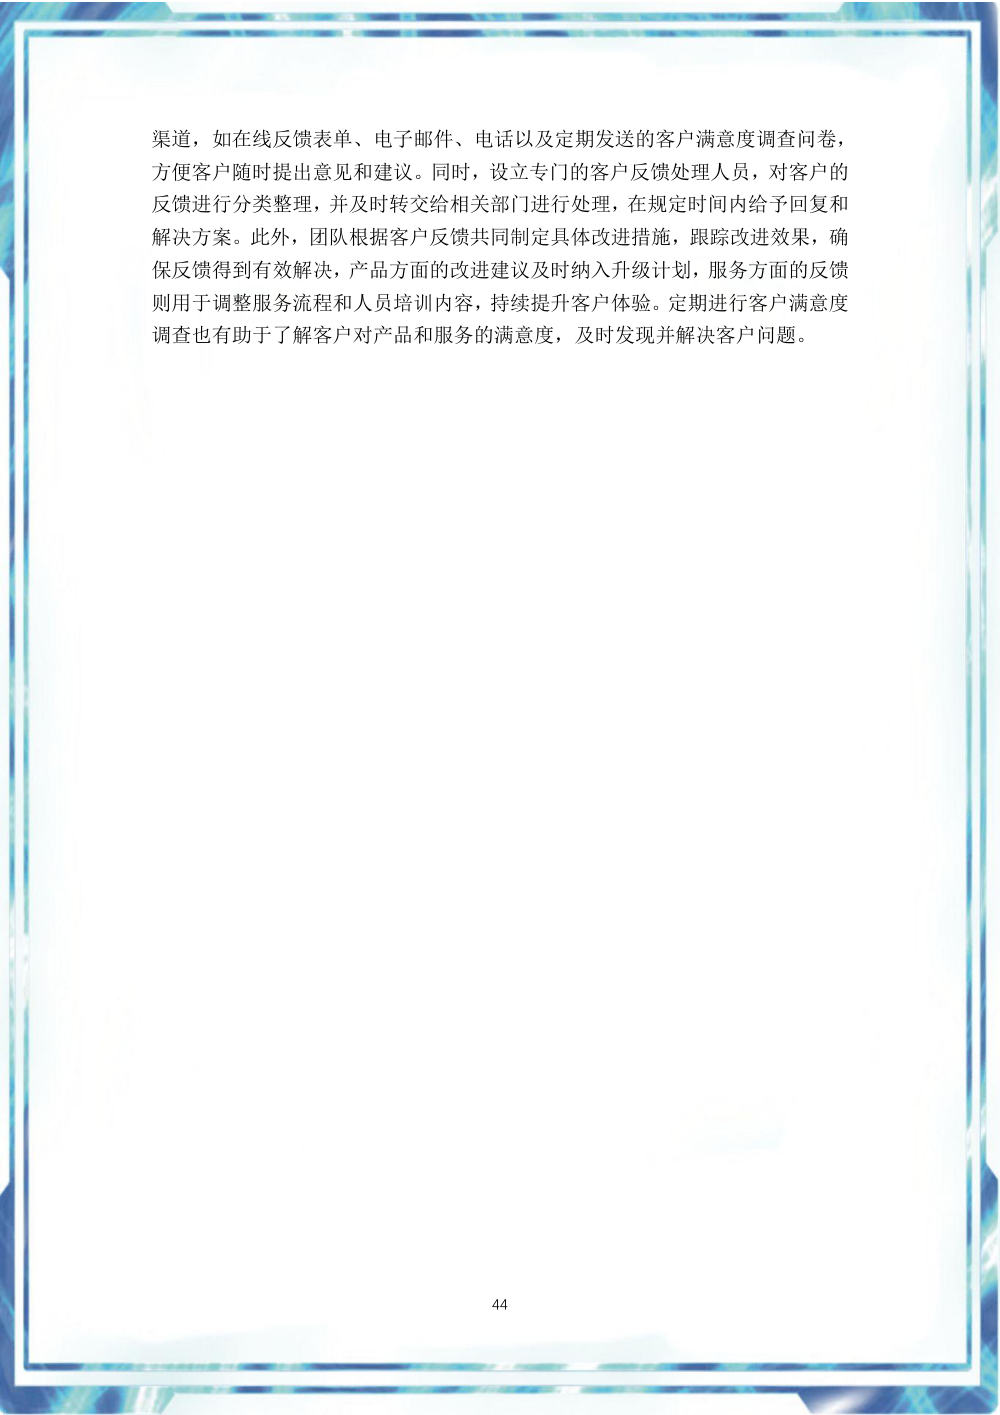 渠道，如在线反馈表单、电子邮件、电话以及定期发送的客户满意度调查问卷，
方便客户随时提出意见和建议。同时，设立专门的客户反馈处理人员，对客户的
反馈进行分类整理，并及时转交给相关部门进行处理，在规定时间内给予回复和
解决方案。此外，团队根据客户反馈共同制定具体改进措施，跟踪改进效果，确
保反馈得到有效解决，产品方面的改进建议及时纳入升级计划，服务方面的反馈
则用于调整服务流程和人员培训内容，持续提升客户体验。定期进行客户满意度
调查也有助于了解客户对产品和服务的满意度，及时发现并解决客户问题。
44